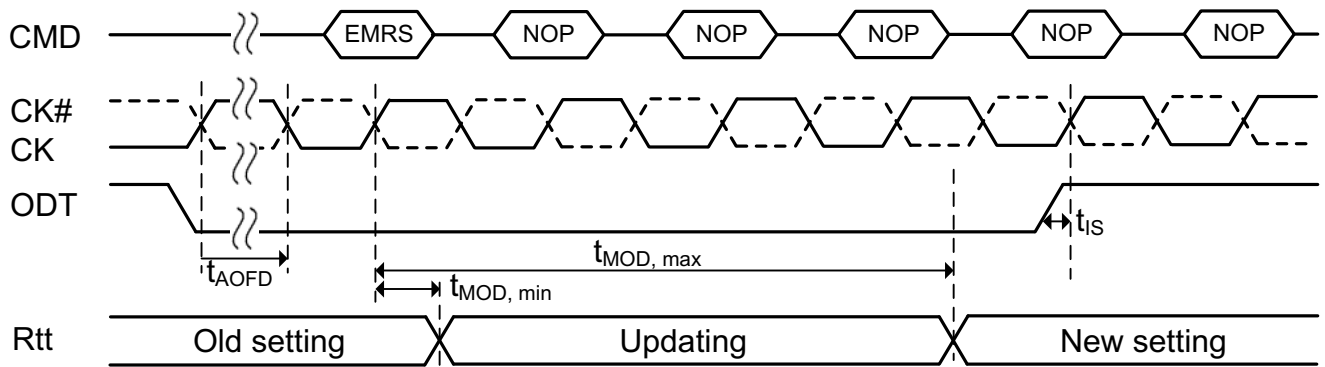 CMD EMRS NOP NOP NOP NOP NOP
CK#
CK
ODT
tIS
tAOFD
tMOD, max
tMOD, min
Rtt Old setting Updating New setting